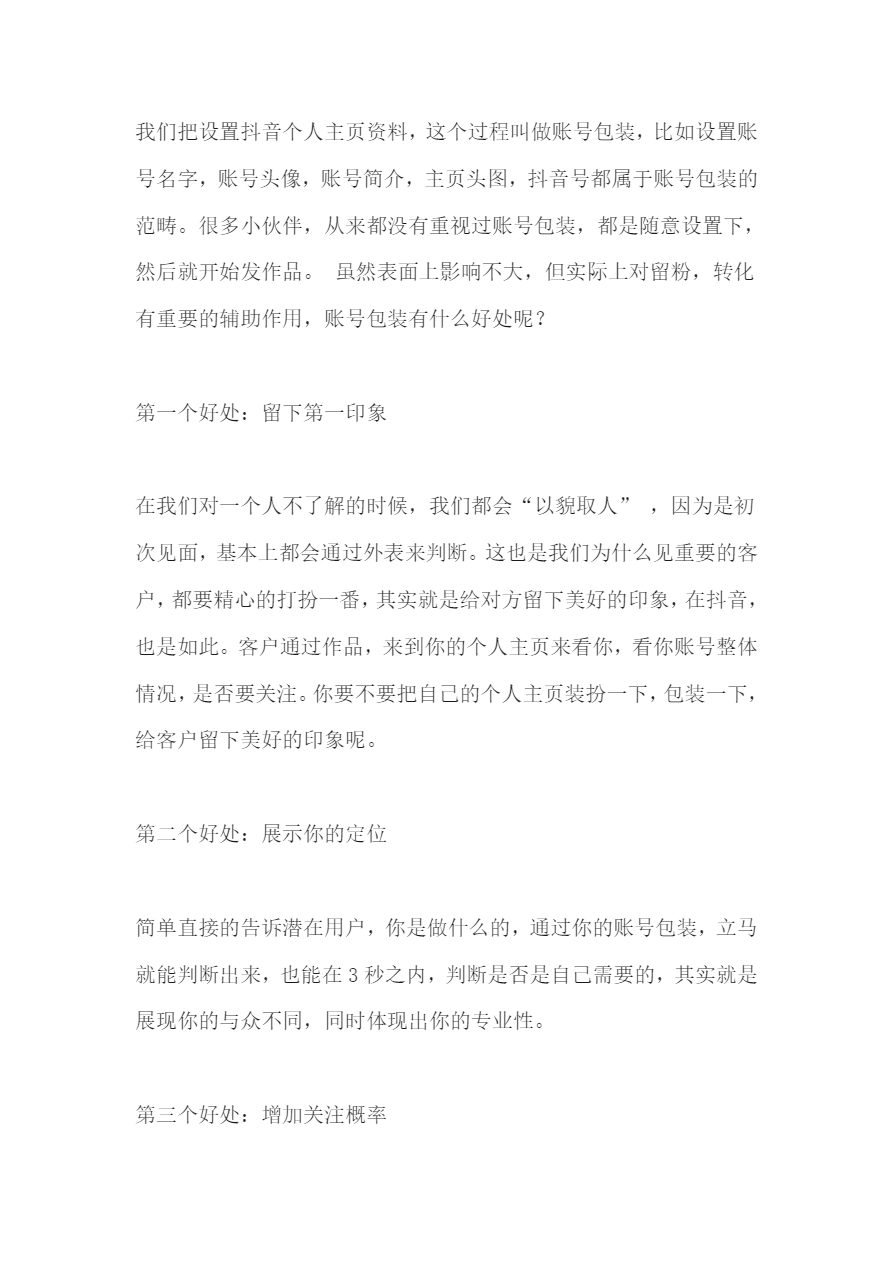 我们把设置抖音个人主页资料，这个过程叫做账号包装，比如设置账
号名字，账号头像，账号简介，主页头图，抖音号都属于账号包装的
范畴。很多小伙伴，从来都没有重视过账号包装，都是随意设置下，
然后就开始发作品。 虽然表面上影响不大，但实际上对留粉，转化
有重要的辅助作用，账号包装有什么好处呢？
第一个好处：留下第一印象
在我们对一个人不了解的时候，我们都会“以貌取人” ，因为是初
次见面，基本上都会通过外表来判断。这也是我们为什么见重要的客
户，都要精心的打扮一番，其实就是给对方留下美好的印象，在抖音，
也是如此。客户通过作品，来到你的个人主页来看你，看你账号整体
情况，是否要关注。你要不要把自己的个人主页装扮一下，包装一下，
给客户留下美好的印象呢。
第二个好处：展示你的定位
简单直接的告诉潜在用户，你是做什么的，通过你的账号包装，立马
就能判断出来，也能在 3 秒之内，判断是否是自己需要的，其实就是
展现你的与众不同，同时体现出你的专业性。
第三个好处：增加关注概率